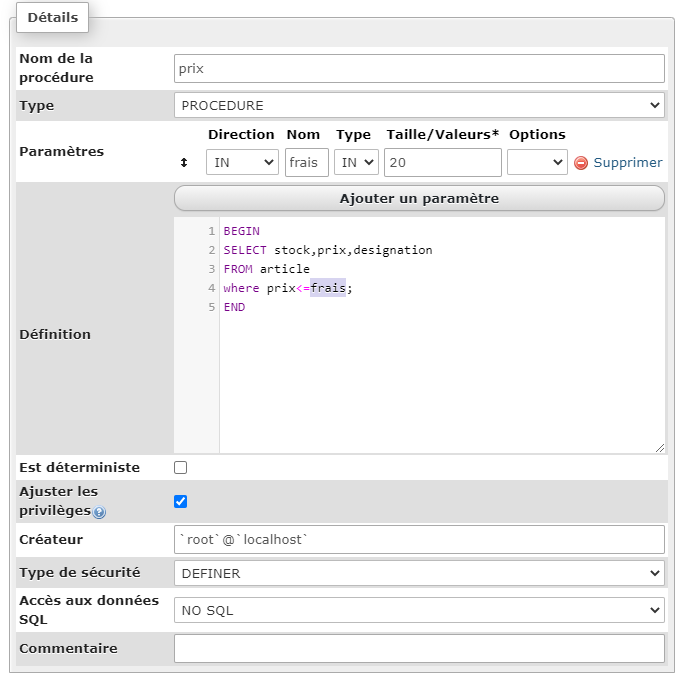 Détails
Nom de la procédure
prix
Type
PROCEDURE
Paramètres
Direction Nom Type Taille/Valeurs* Options
IN frais IN 20 Supprimer
Ajouter un paramètre
Définition
1 BEGIN
2 SELECT stock,prix,designation
3 FROM article
4 where prix<=frais;
5 END
Est déterministe
Ajuster les privilèges
Créateur
`root`@`localhost`
Type de sécurité
DEFINER
Accès aux données SQL
NO SQL
Commentaire